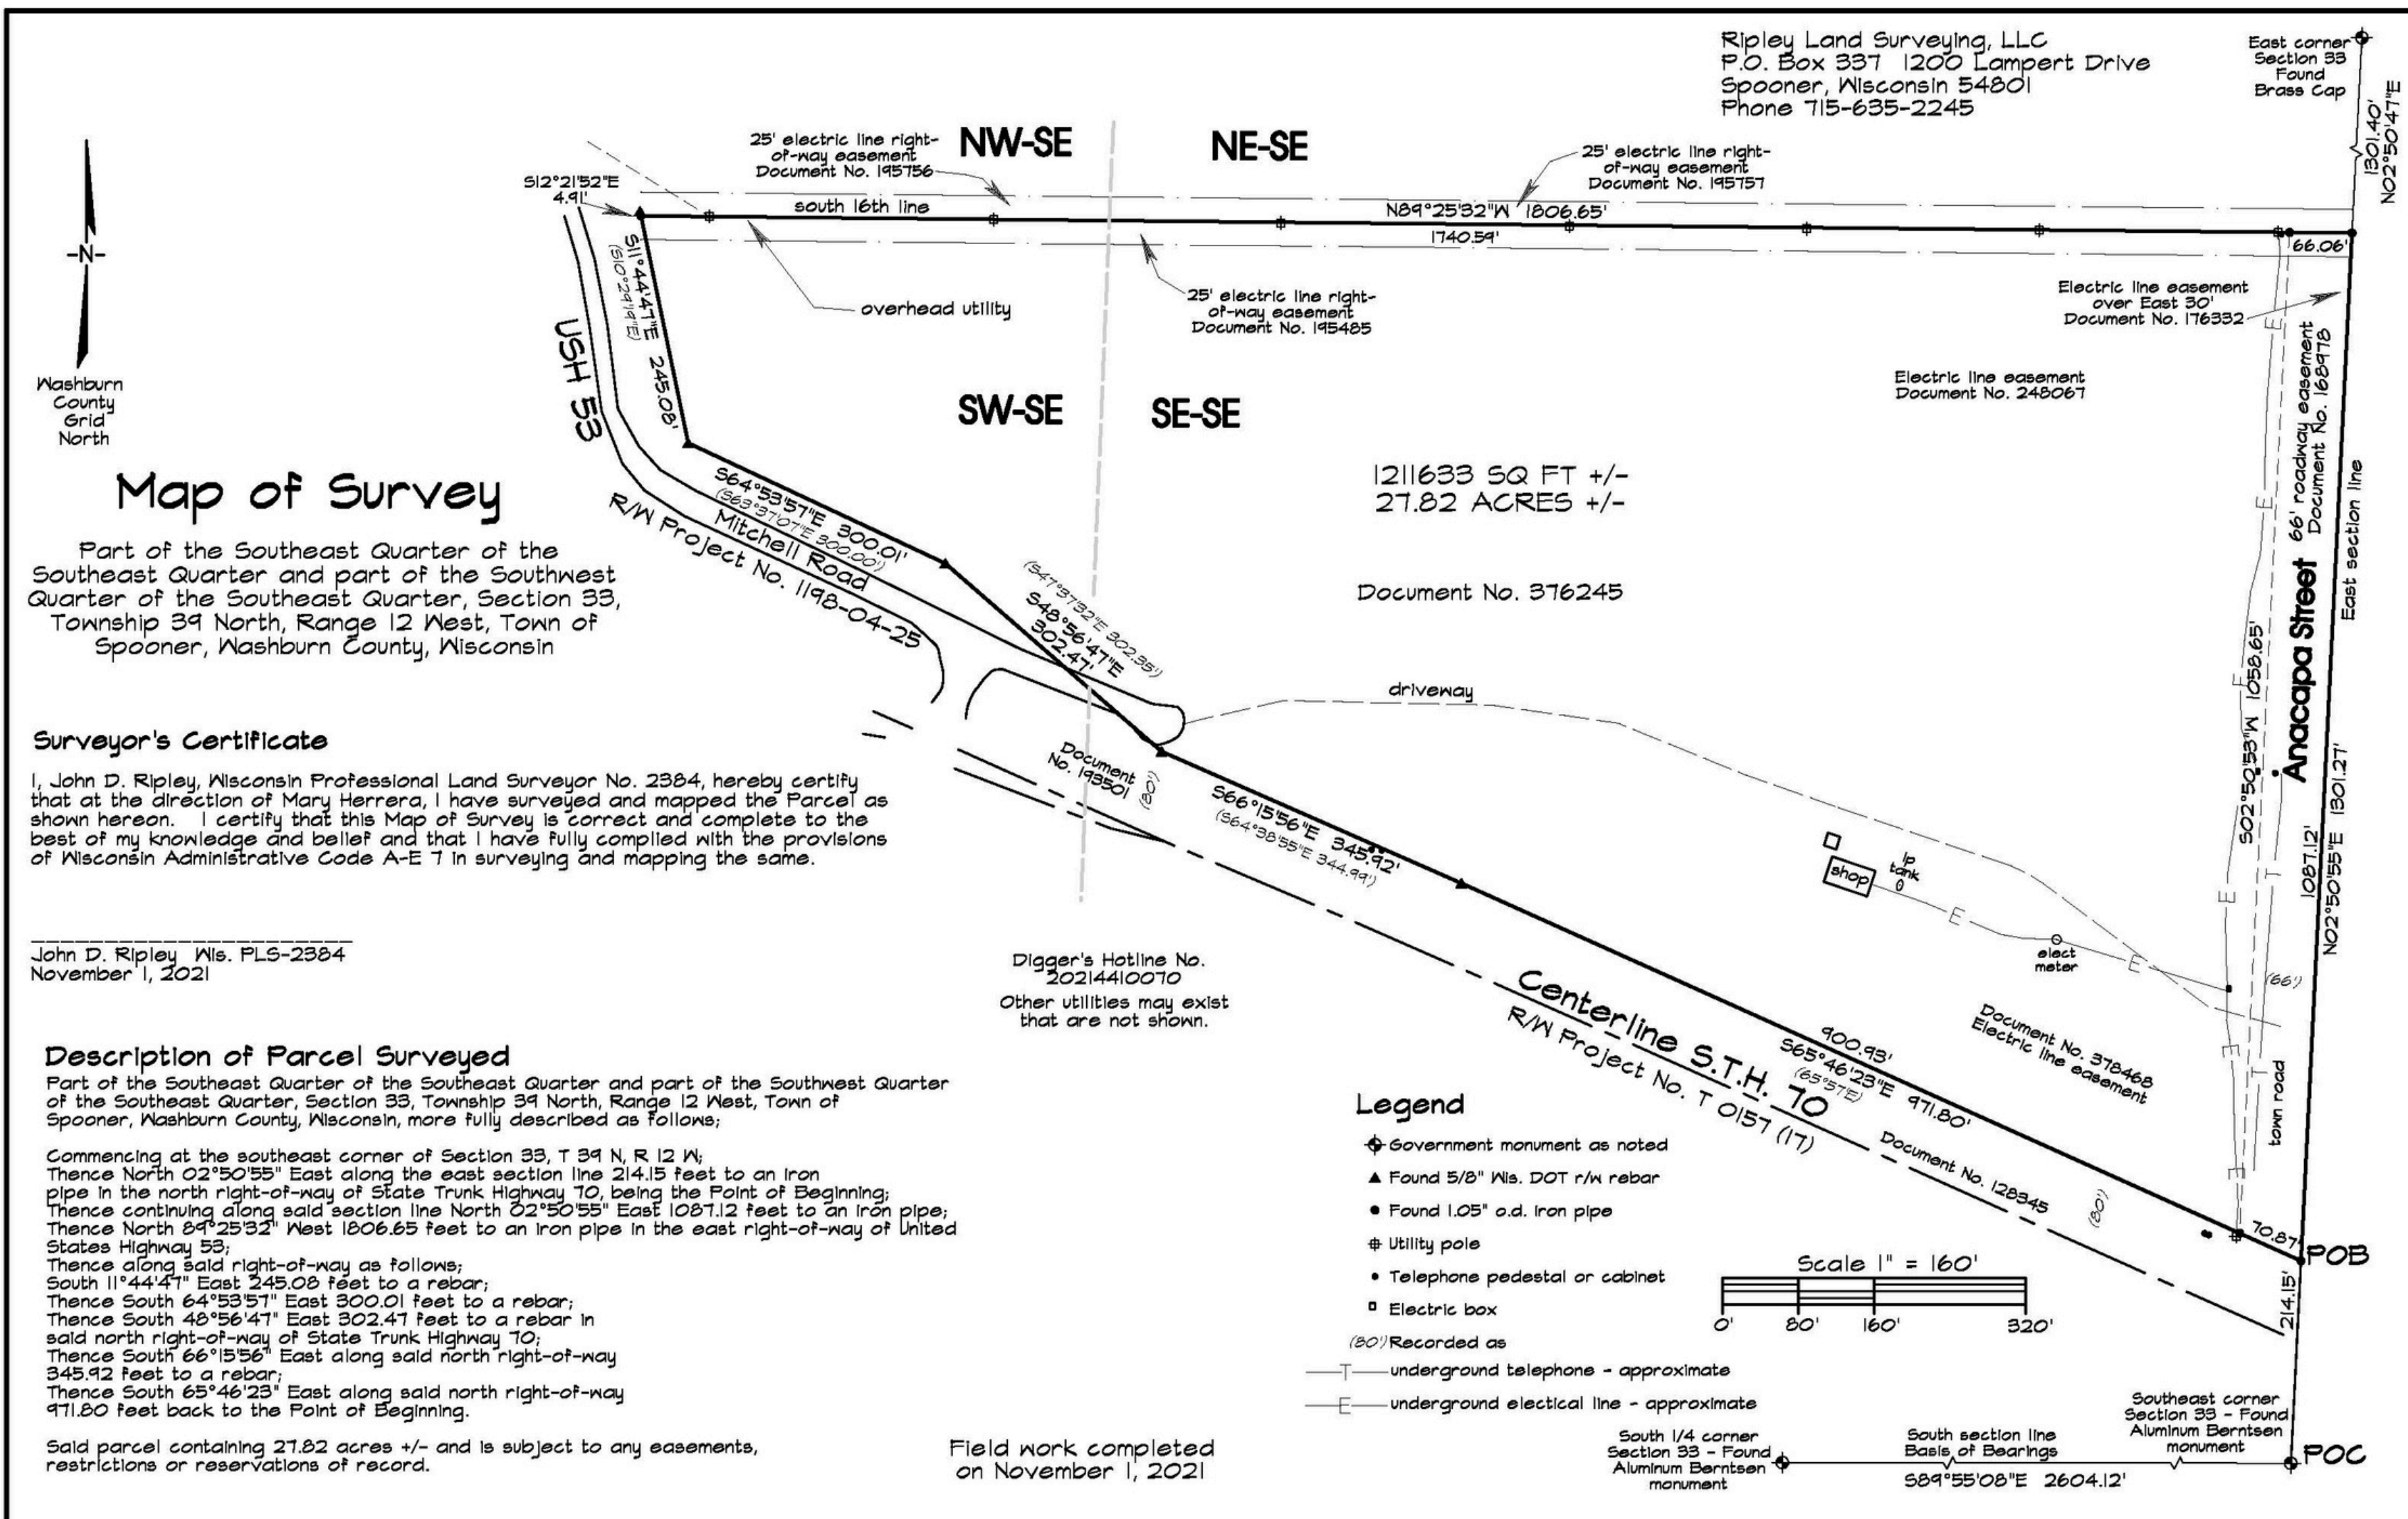 Ripley Land Surveying, LLC
P.O. Box 337 1200 Lampert Drive
Spooner, Wisconsin 54801
Phone 715-635-2245
East corner
Section 33
Found
Brass Cap
1301.40'
N02°50'47"E
25' electric line right-
of-way easement
Document No. 195756
NW-SE
NE-SE
25' electric line right-
of-way easement
Document No. 195757
S12°21'52"E
4.91'
south 16th line
N89°25'32"W 1806.65'
1740.59'
66.06'
-N-
Washburn
County
Grid
North
S11°44'47"E 245.08'
(S10°29'19"E)
overhead utility
25' electric line right-
of-way easement
Document No. 195485
Electric line easement
over East 30'
Document No. 176332
USH 53
SW-SE
SE-SE
Electric line easement
Document No. 248067
66' roadway easement
Document No. 168978
Anacapa Street
East section line
Map of Survey
Part of the Southeast Quarter of the
Southeast Quarter and part of the Southwest
Quarter of the Southeast Quarter, Section 33,
Township 39 North, Range 12 West, Town of
Spooner, Washburn County, Wisconsin
S64°53'57"E 300.01'
(S63°37'07"E 300.00')
Mitchell Road
R/W Project No. 1198-04-25
1211633 SQ FT +/-
27.82 ACRES +/-
Document No. 376245
(S47°37'32"E 302.35')
S48°56'47"E
302.47'
S02°50'53"W 1058.65'
driveway
Surveyor's Certificate
I, John D. Ripley, Wisconsin Professional Land Surveyor No. 2384, hereby certify
that at the direction of Mary Herrera, I have surveyed and mapped the Parcel as
shown hereon. I certify that this Map of Survey is correct and complete to the
best of my knowledge and belief and that I have fully complied with the provisions
of Wisconsin Administrative Code A-E 7 in surveying and mapping the same.
Document
No. 193501
(80')
S66°15'56"E 345.92'
(S64°38'55"E 344.99')
1087.12'
N02°50'55"E 1301.27'
shop
lp
tank
elect
meter
E
E
E
E
E
E
E
E
E
T
T
(66')
John D. Ripley Wis. PLS-2384
November 1, 2021
Digger's Hotline No.
20214410070
Other utilities may exist
that are not shown.
Centerline S.T.H. 70
R/W Project No. T 0157 (17)
900.93'
S65°46'23"E 971.80'
(65°57'E)
Document No. 378468
Electric line easement
town road
Document No. 128345
(80')
70.87'
POB
214.15'
Description of Parcel Surveyed
Part of the Southeast Quarter of the Southeast Quarter and part of the Southwest Quarter
of the Southeast Quarter, Section 33, Township 39 North, Range 12 West, Town of
Spooner, Washburn County, Wisconsin, more fully described as follows;
Commencing at the southeast corner of Section 33, T 39 N, R 12 W;
Thence North 02°50'55" East along the east section line 214.15 feet to an iron
pipe in the north right-of-way of State Trunk Highway 70, being the Point of Beginning;
Thence continuing along said section line North 02°50'55" East 1087.12 feet to an iron pipe;
Thence North 89°25'32" West 1806.65 feet to an iron pipe in the east right-of-way of United
States Highway 53;
Thence along said right-of-way as follows;
South 11°44'47" East 245.08 feet to a rebar;
Thence South 64°53'57" East 300.01 feet to a rebar;
Thence South 48°56'47" East 302.47 feet to a rebar in
said north right-of-way of State Trunk Highway 70;
Thence South 66°15'56" East along said north right-of-way
345.92 feet to a rebar;
Thence South 65°46'23" East along said north right-of-way
971.80 feet back to the Point of Beginning.
Said parcel containing 27.82 acres +/- and is subject to any easements,
restrictions or reservations of record.
Field work completed
on November 1, 2021
Legend
Government monument as noted
Found 5/8" Wis. DOT r/w rebar
Found 1.05" o.d. iron pipe
Utility pole
Telephone pedestal or cabinet
Electric box
(80') Recorded as
T underground telephone - approximate
E underground electical line - approximate
Scale 1" = 160'
0' 80' 160' 320'
South 1/4 corner
Section 33 - Found
Aluminum Berntsen
monument
South section line
Basis of Bearings
S89°55'08"E 2604.12'
Southeast corner
Section 33 - Found
Aluminum Berntsen
monument
POC